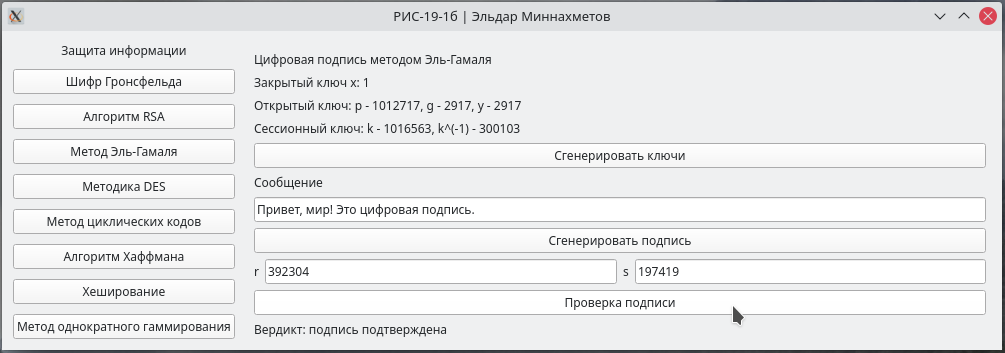 РИС-19-1б | Эльдар Миннахметов
Защита информации
Шифр Гронсфельда
Алгоритм RSA
Метод Эль-Гамаля
Методика DES
Метод циклических кодов
Алгоритм Хаффмана
Хеширование
Метод однократного гаммирования
Цифровая подпись методом Эль-Гамаля
Закрытый ключ x: 1
Открытый ключ: p - 1012717, g - 2917, y - 2917
Сессионный ключ: k - 1016563, k^(-1) - 300103
Сгенерировать ключи
Сообщение
Привет, мир! Это цифровая подпись.
Сгенерировать подпись
r 392304 s 197419
Проверка подписи
Вердикт: подпись подтверждена